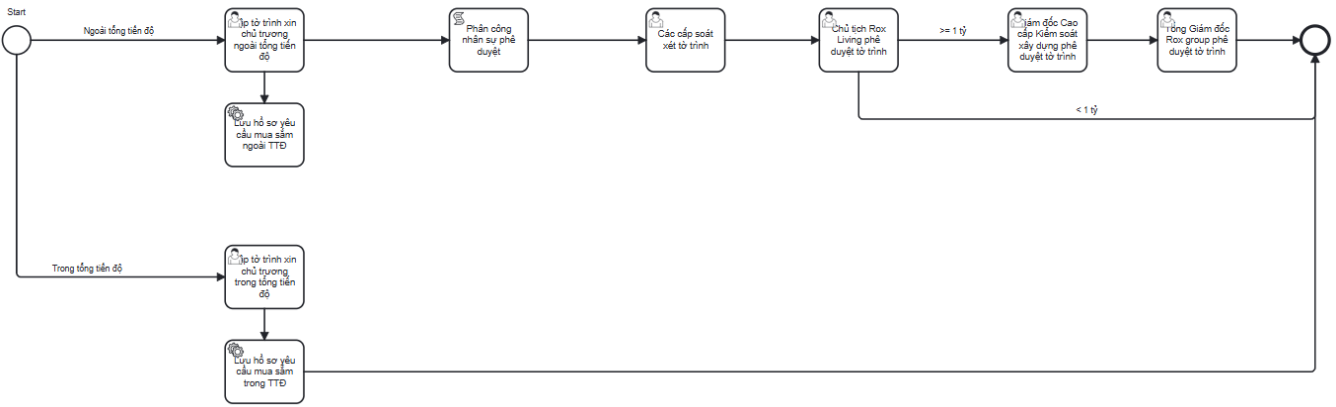 Start
Ngoài tổng tiến độ
lập tờ trình xin
chủ trương
ngoài tổng tiến
độ
Phân công
nhân sự phê
duyệt
Các cấp soát
xét tờ trình
Chủ tịch Rox
Living phê
duyệt tờ trình
>= 1 tỷ
Giám đốc Cao
cấp Kiểm soát
xây dựng phê
duyệt tờ trình
Tổng Giám đốc
Rox group phê
duyệt tờ trình
Lưu hồ sơ yêu
cầu mua sắm
ngoài TTĐ
< 1 tỷ
Trong tổng tiến độ
lập tờ trình xin
chủ trương
trong tổng tiến
độ
Lưu hồ sơ yêu
cầu mua sắm
trong TTĐ